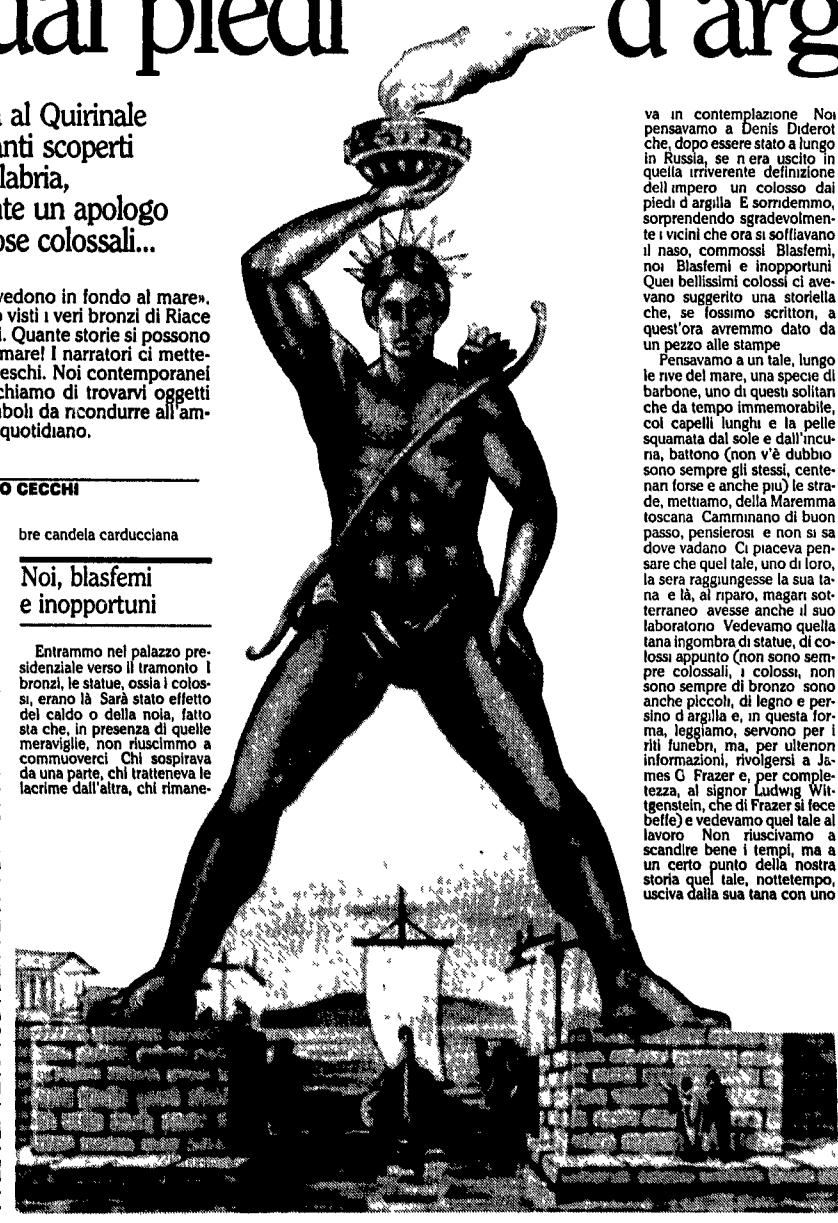 dai piedi d'arg
al Quirinale
anti scoperti
labria,
te un apologo
ose colossali...
vedono in fondo al mare».
visti i veri bronzi di Riace
i. Quante storie si possono
mare! I narratori ci mette-
eschi. Noi contemporanei
chiamo di trovarvi oggetti
boli da ricondurre all'am-
quotidiano.
O CECCHI
bre candela carducciana
Noi, blasfemi
e inopportuni
Entrammo nel palazzo pre-
sidenziale verso il tramonto I
bronzi, le statue, ossia i colos-
si, erano là Sarà stato effetto
del caldo o della noia, fatto
sta che, in presenza di quelle
meraviglie, non riuscimmo a
commuoverci Chi sospirava
da una parte, chi tratteneva le
lacrime dall'altra, chi rimane-
va in contemplazione Noi
pensavamo a Denis Diderot
che, dopo essere stato a lungo
in Russia, se n era uscito in
quella irriverente definizione
dell impero un colosso dai
piedi d argilla E sorridemmo,
sorprendendo sgradevolmen-
te i vicini che ora si soffiavano
il naso, commossi Blasfemi,
noi Blasfemi e inopportuni
Quei bellissimi colossi ci ave-
vano suggerito una storiella
che, se fossimo scrittori, a
quest'ora avremmo dato da
un pezzo alle stampe
Pensavamo a un tale, lungo
le rive del mare, una specie di
barbone, uno di questi solitari
che da tempo immemorabile,
col capelli lunghi e la pelle
squamata dal sole e dall'incu-
ria, battono (non v'è dubbio
sono sempre gli stessi, cente-
nari forse e anche più) le stra-
de, mettiamo, della Maremma
toscana Camminano di buon
passo, pensierosi e non si sa
dove vadano Ci piaceva pen-
sare che quel tale, uno di loro,
la sera raggiungesse la sua ta-
na e là, al riparo, magari sot-
terraneo avesse anche il suo
laboratorio Vedevamo quella
tana ingombra di statue, di co-
lossi appunto (non sono sem-
pre colossali, i colossi, non
sono sempre di bronzo sono
anche piccoli, di legno e per-
sino d argilla e, in questa for-
ma, leggiamo, servono per i
riti funebri, ma, per ulteriori
informazioni, rivolgersi a Ja-
mes G Frazer e, per comple-
tezza, al signor Ludwig Wit-
tgenstein, che di Frazer si fece
beffe) e vedevamo quel tale al
lavoro Non riuscivamo a
scandire bene i tempi, ma a
un certo punto della nostra
storia quel tale, nottetempo,
usciva dalla sua tana con uno